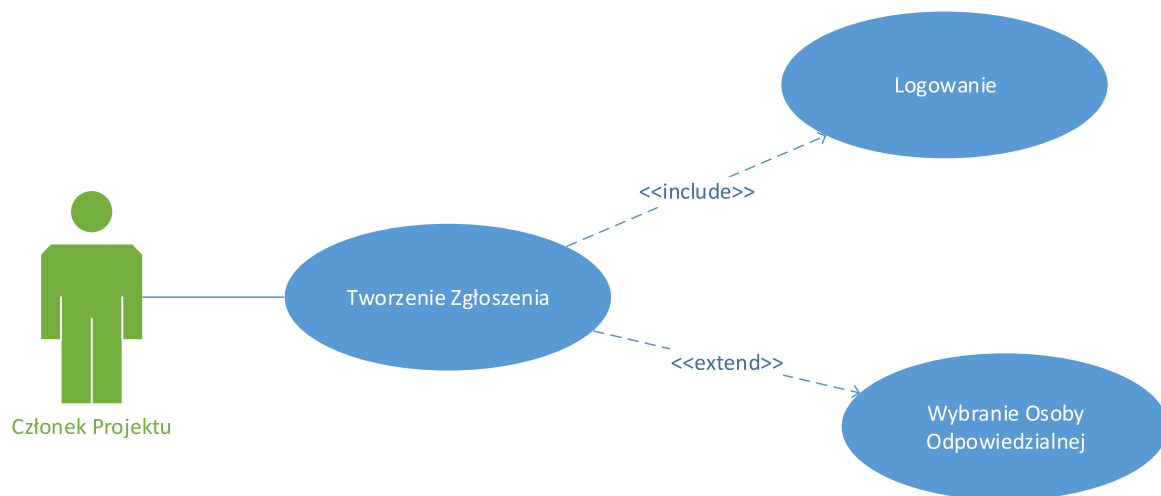 Logowanie
<<include>>
Tworzenie Zgłoszenia
<<extend>>
Wybranie Osoby
Odpowiedzialnej
Członek Projektu